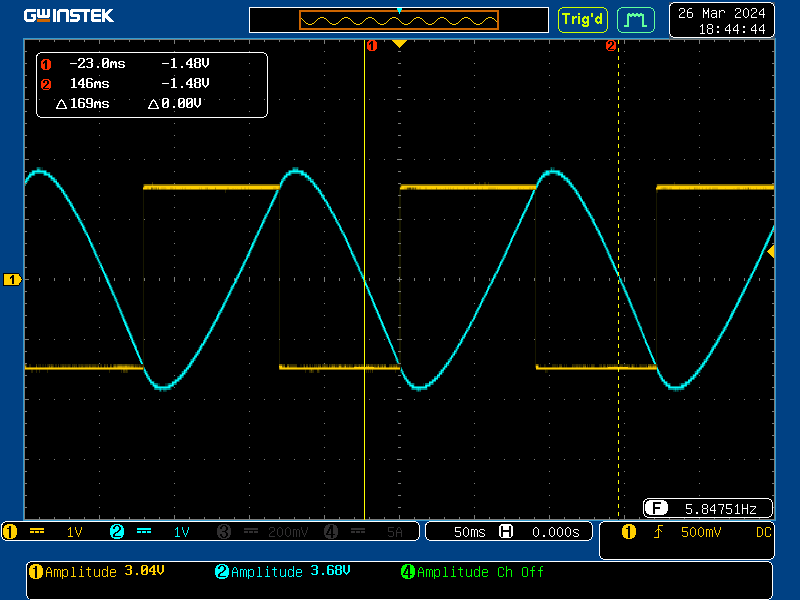 GWINSTEK
Trig'd
26 Mar 2024
18:44:44
1 -23.0ms -1.48V
2 146ms -1.48V
△169ms △0.00V
1
2
1
F 5.84751Hz
1 1V 2 1V 3 200mV 4 5A
50ms H 0.000s
1 500mV DC
1 Amplitude 3.04V 2 Amplitude 3.68V 4 Amplitude Ch Off